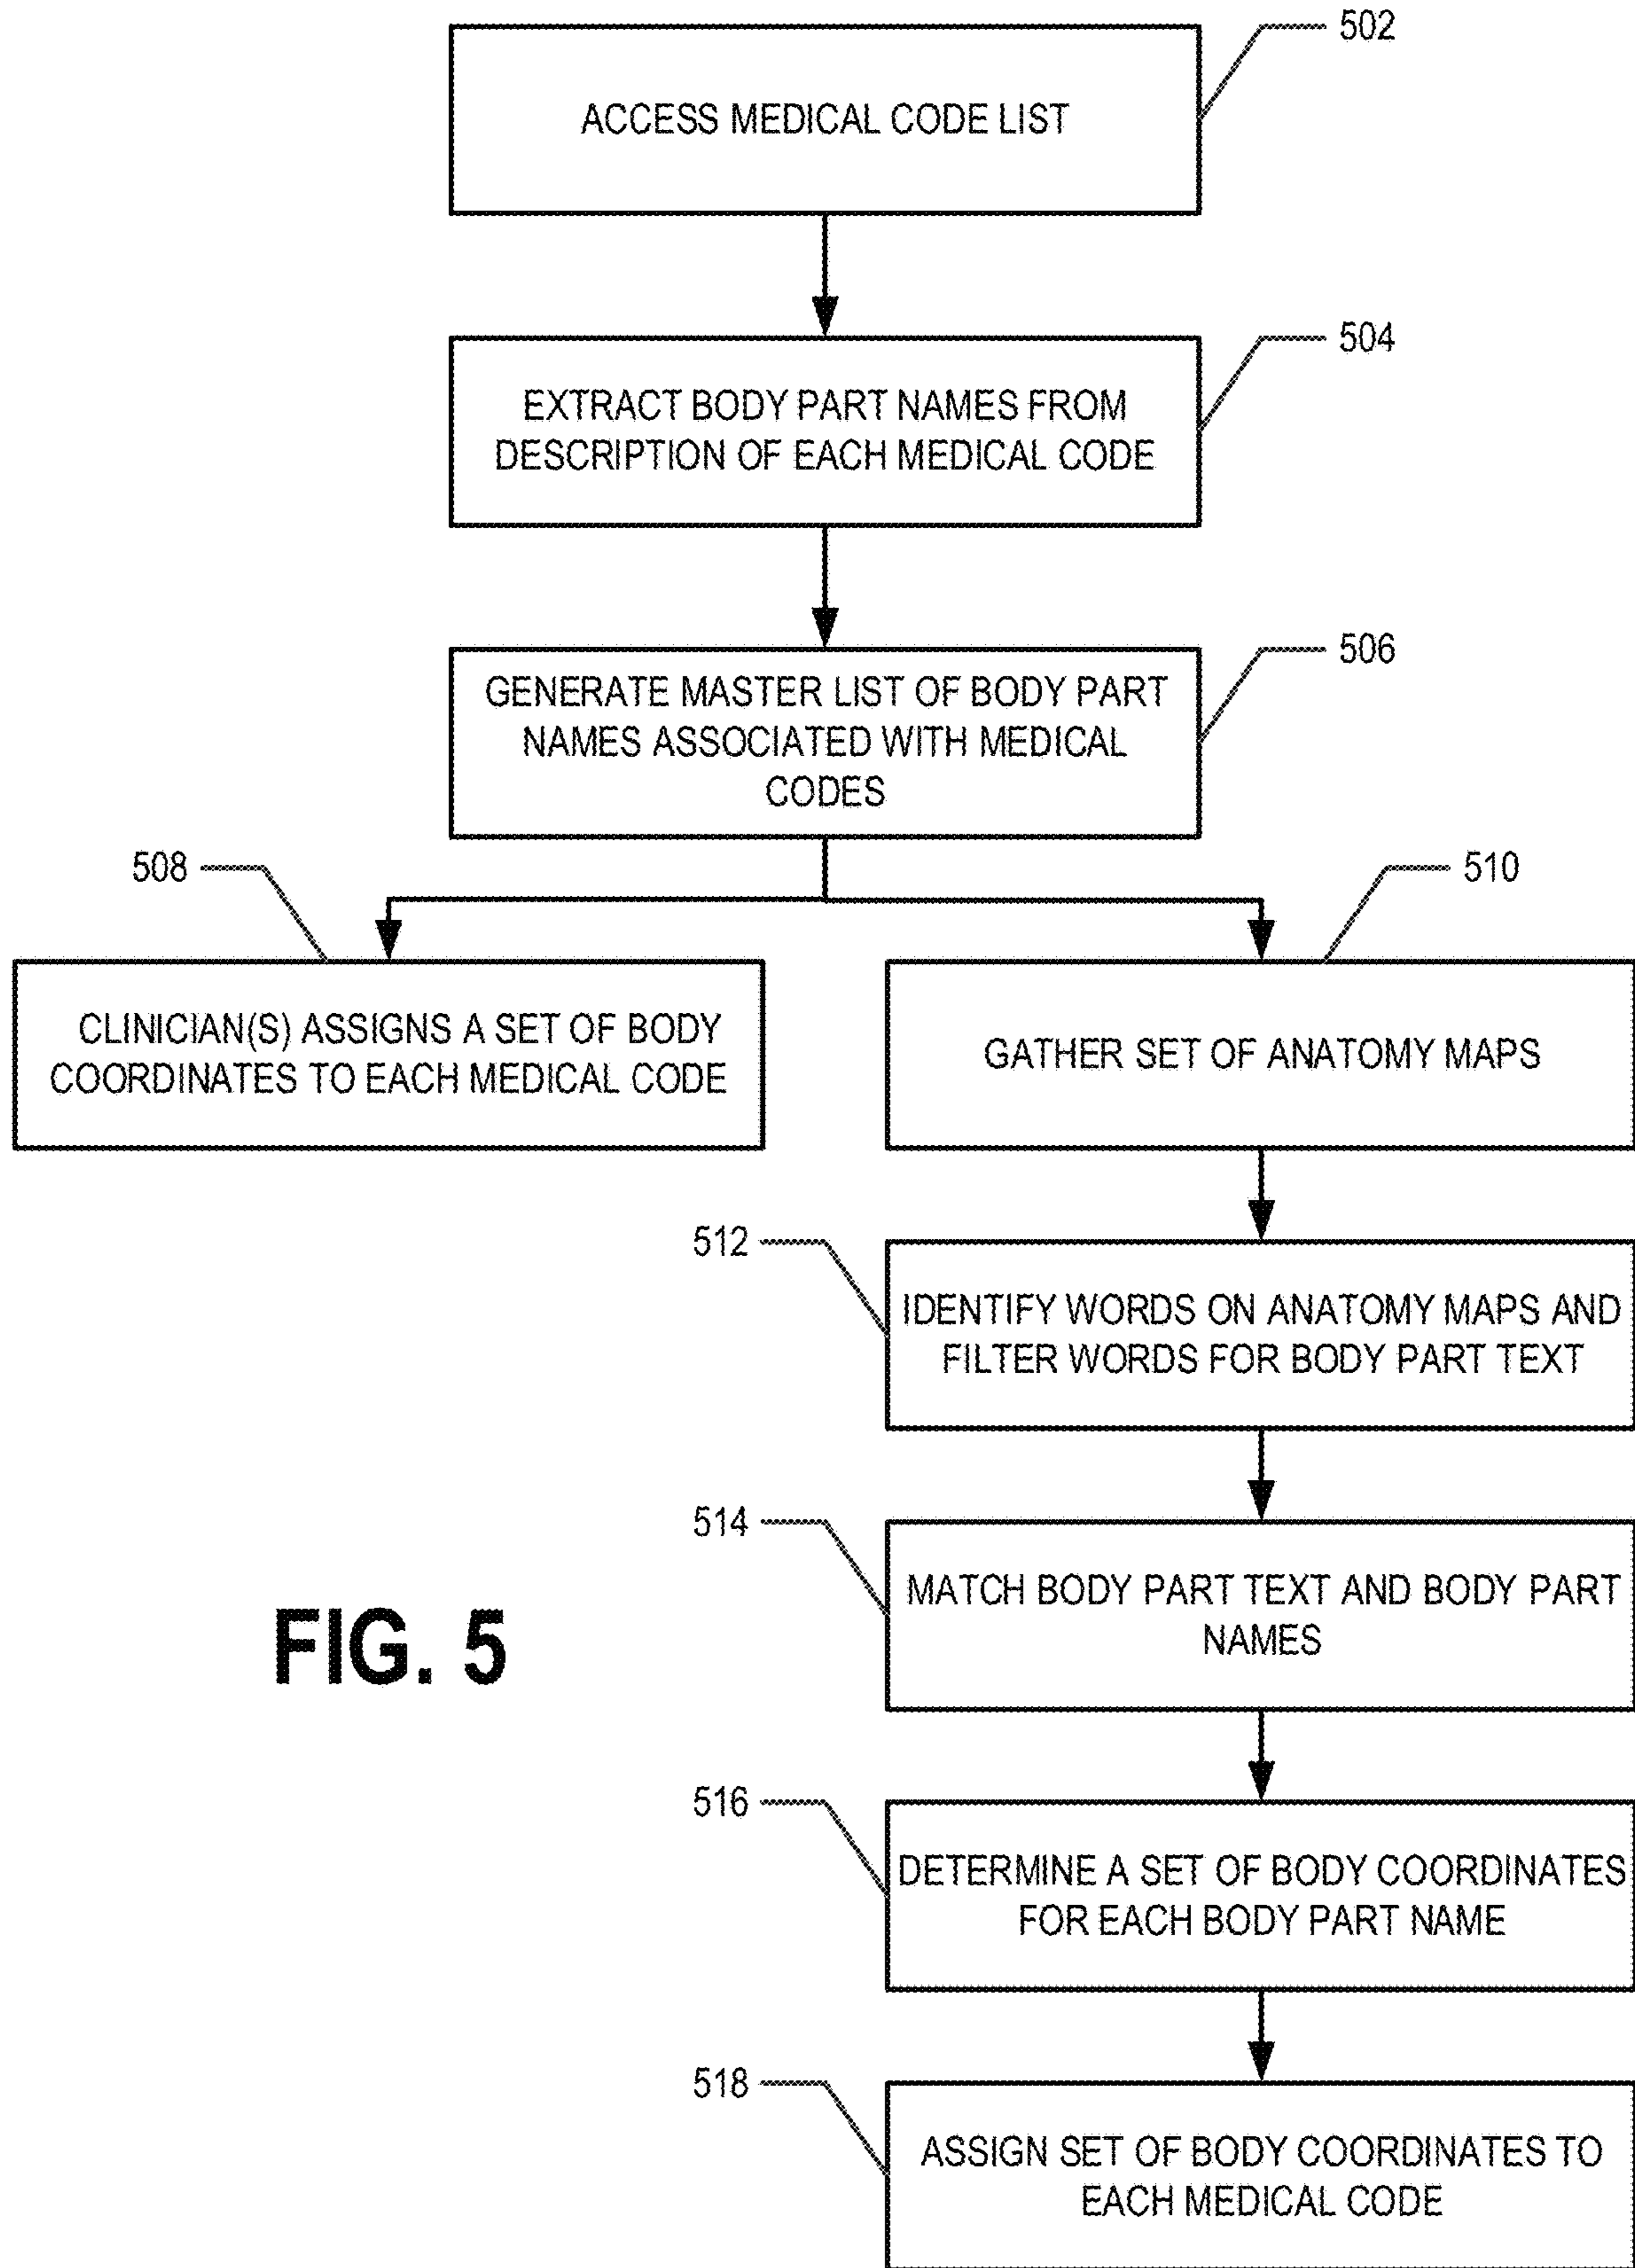 502
ACCESS MEDICAL CODE LIST
504
EXTRACT BODY PART NAMES FROM
DESCRIPTION OF EACH MEDICAL CODE
506
GENERATE MASTER LIST OF BODY PART
NAMES ASSOCIATED WITH MEDICAL
CODES
508
510
CLINICIAN(S) ASSIGNS A SET OF BODY
COORDINATES TO EACH MEDICAL CODE
GATHER SET OF ANATOMY MAPS
512
IDENTIFY WORDS ON ANATOMY MAPS AND
FILTER WORDS FOR BODY PART TEXT
514
MATCH BODY PART TEXT AND BODY PART
NAMES
FIG. 5
516
DETERMINE A SET OF BODY COORDINATES
FOR EACH BODY PART NAME
518
ASSIGN SET OF BODY COORDINATES TO
EACH MEDICAL CODE